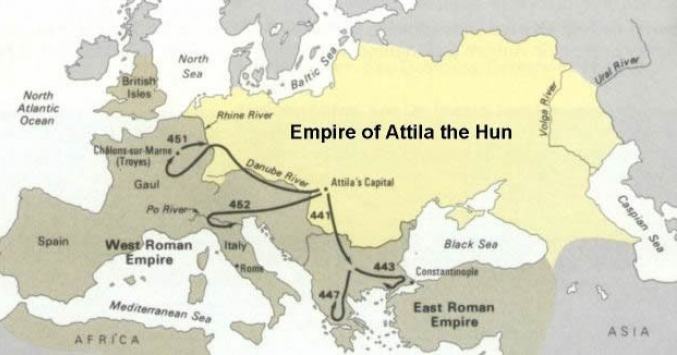 North
Sea
Baltic Sea
British
Isles
North
Atlantic
Ocean
Ural River
Volga River
Rhine River
Empire of Attila the Hun
451
Châlons-sur-Marne
(Troyes)
Danube River
Attila's Capital
Gaul
452
441
Po River
Caspian Sea
Spain
West Roman
Empire
Italy
Rome
Black Sea
443
Constantinople
447
East Roman
Empire
Mediterranean Sea
AFRICA
ASIA